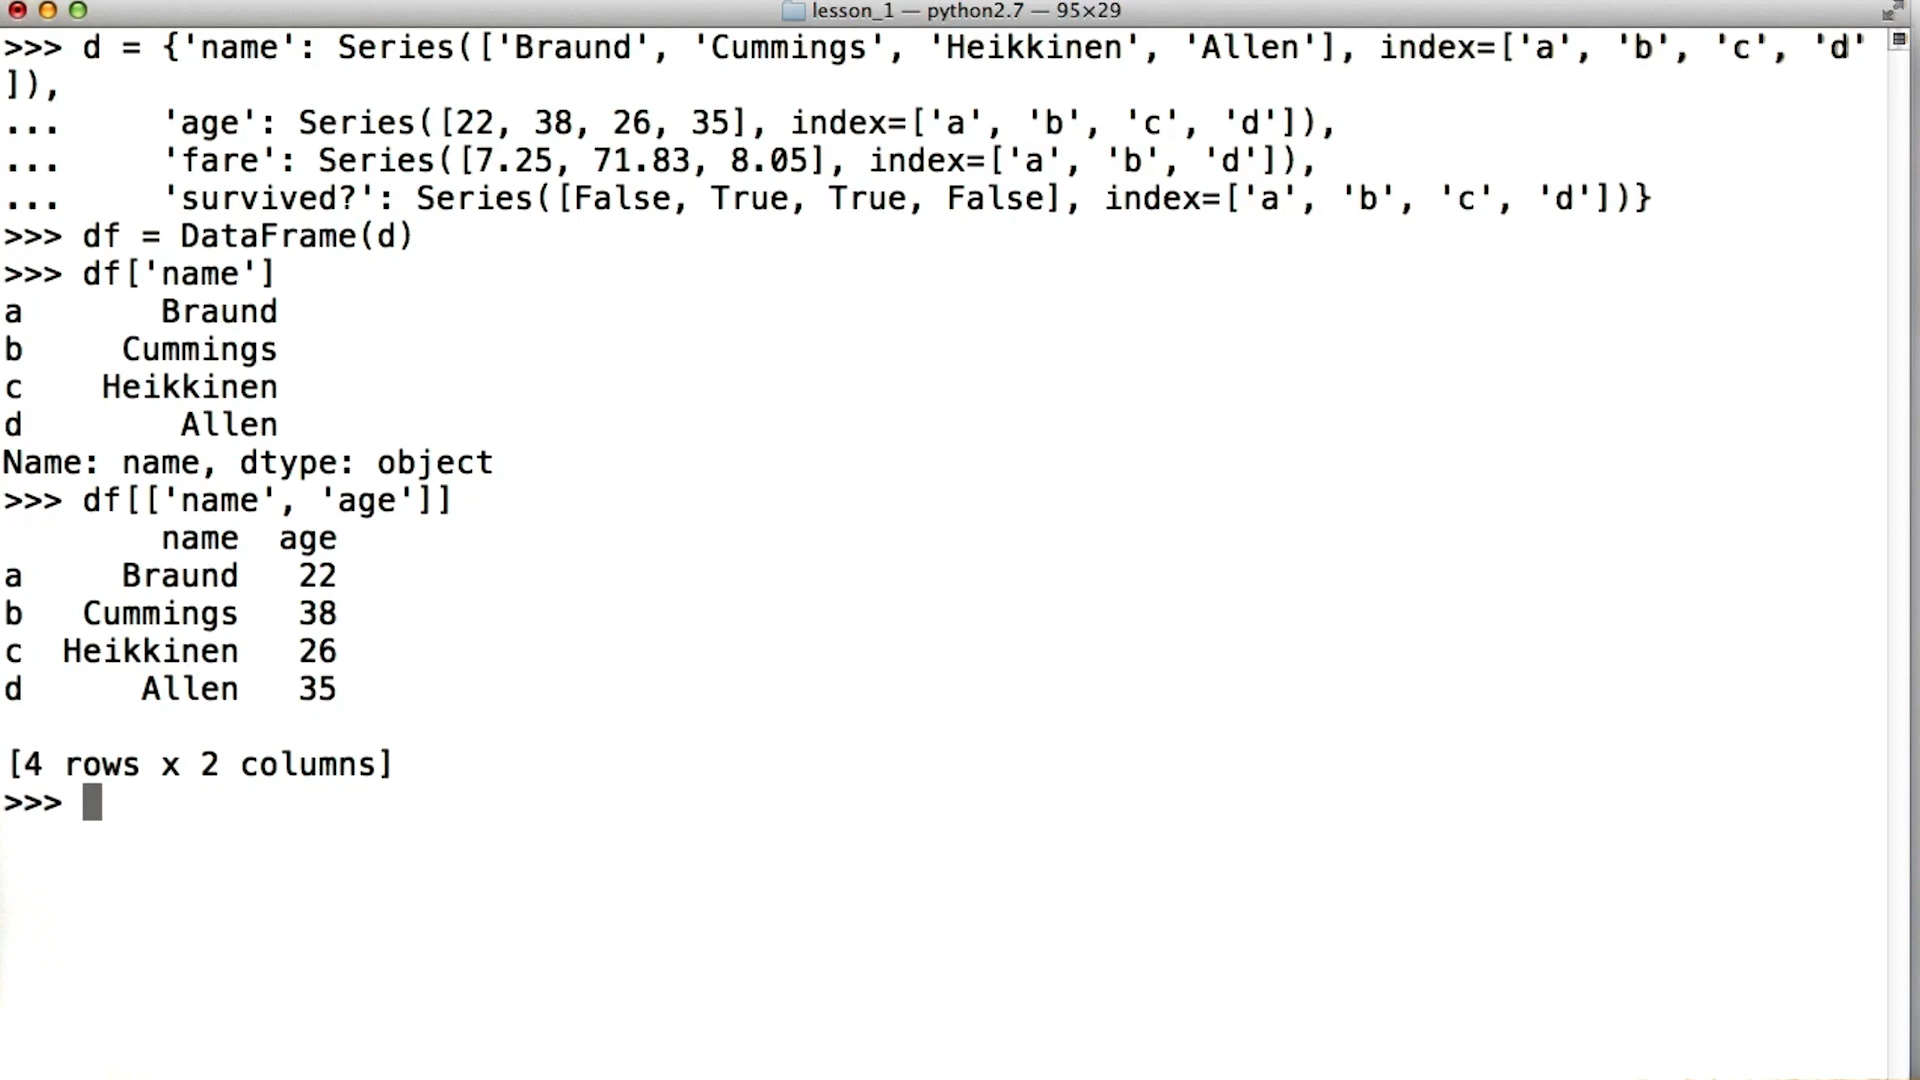 lesson_1 — python2.7 — 95×29
>>> d = {'name': Series(['Braund', 'Cummings', 'Heikkinen', 'Allen'], index=['a', 'b', 'c', 'd'
]),
...     'age': Series([22, 38, 26, 35], index=['a', 'b', 'c', 'd']),
...     'fare': Series([7.25, 71.83, 8.05], index=['a', 'b', 'd']),
...     'survived?': Series([False, True, True, False], index=['a', 'b', 'c', 'd'])}
>>> df = DataFrame(d)
>>> df['name']
a       Braund
b     Cummings
c    Heikkinen
d        Allen
Name: name, dtype: object
>>> df[['name', 'age']]
        name  age
a     Braund   22
b   Cummings   38
c  Heikkinen   26
d      Allen   35
[4 rows x 2 columns]
>>>